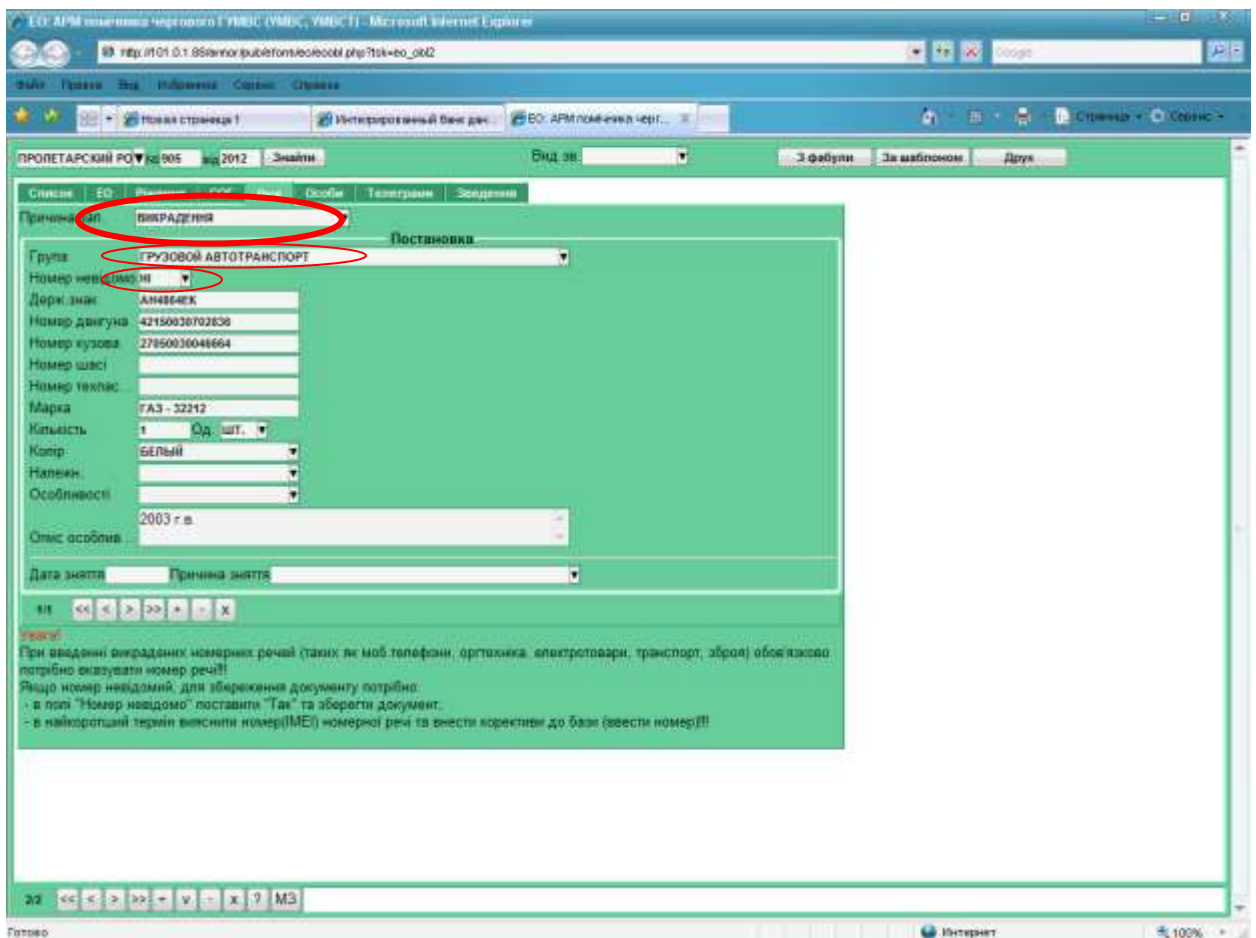 ЕО: АРМ помічника чергового ГУМВС (УМВС, УМВСТ) - Microsoft Internet Explorer
Google
Файл Правка Вид Избранное Сервис Справка
Новая страница 1 Интегрированный банк дан... ЕО: АРМ помічника черг... Страница Сервис
ПРОЛЕТАРСКИЙ РО 905 від 2012 Знайти Вид зв. З фабули За шаблоном Друк
Список ЕО Речі Особи Телеграми Зведення
Причина ВИКРАДЕННЯ
Постановка
Група ГРУЗОВОЙ АВТОТРАНСПОРТ
Номер невідомо НІ
Держ.знак АН4864ЕК
Номер двигуна 42150030702836
Номер кузова 27050030046664
Номер шасі
Номер техпас...
Марка ГАЗ - 32212
Кількість 1 Од. ШТ.
Колір БЕЛЫЙ
Належн.
Особливості
2003 г.в.
Опис особлив...
Дата зняття Причина зняття
1/1 << < > >> + - x
Увага!
При введенні викрадених номерних речей (таких як моб.телефони, оргтехніка, електротовари, транспорт, зброя) обов'язково
потрібно вказувати номер речі!!!
Якщо номер невідомий, для збереження документу потрібно:
- в полі "Номер невідомо" поставити "Так" та зберегти документ;
- в найкоротший термін вияснити номер(IMEI) номерної речі та внести корективи до бази (ввести номер)!!!
2/2 << < > >> + v - x ? МЗ
Готово Интернет 100%